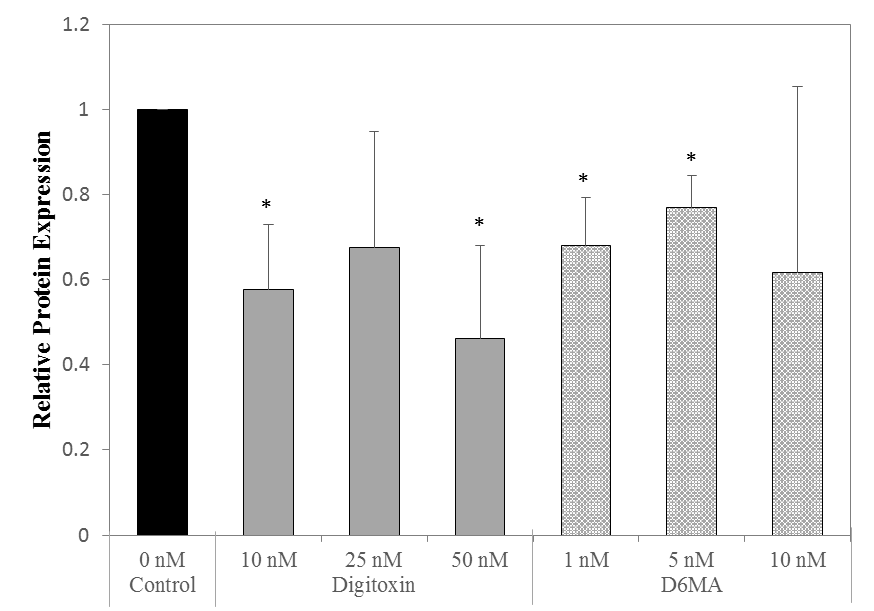 1.2
1
0.8
0.6
0.4
0.2
0
Relative Protein Expression
* * * *
0 nM 10 nM 25 nM 50 nM 1 nM 5 nM 10 nM
Control Digitoxin D6MA